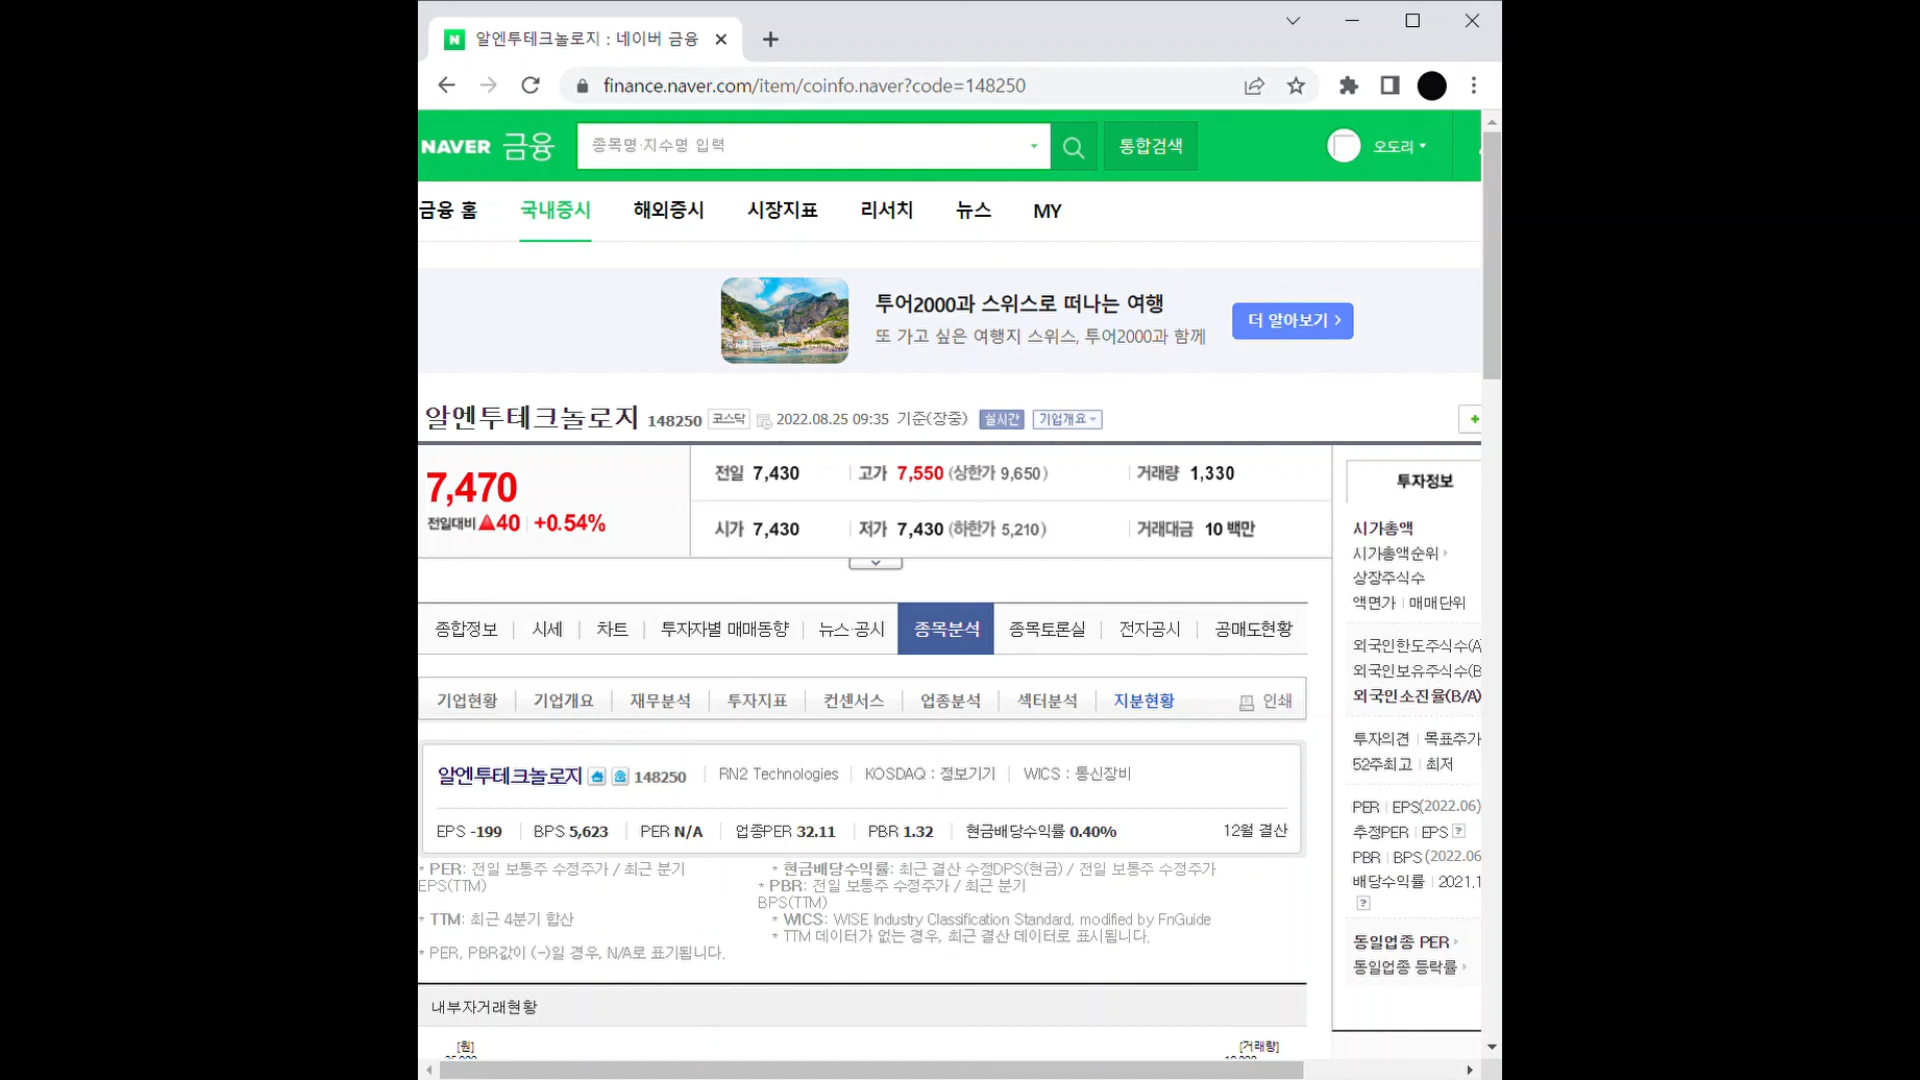 알엔투테크놀로지 : 네이버 금융
finance.naver.com/item/coinfo.naver?code=148250
NAVER 금융 종목명·지수명 입력 통합검색 오도리
금융 홈 국내증시 해외증시 시장지표 리서치 뉴스 MY
투어2000과 스위스로 떠나는 여행
또 가고 싶은 여행지 스위스, 투어2000과 함께
더 알아보기 >
알엔투테크놀로지 148250 코스닥 2022.08.25 09:35 기준(장중) 실시간 기업개요
7,470
전일대비 ▲40 +0.54%
전일 7,430 고가 7,550 (상한가 9,650) 거래량 1,330
시가 7,430 저가 7,430 (하한가 5,210) 거래대금 10 백만
종합정보 시세 차트 투자자별 매매동향 뉴스·공시 종목분석 종목토론실 전자공시 공매도현황
기업현황 기업개요 재무분석 투자지표 컨센서스 업종분석 섹터분석 지분현황 인쇄
알엔투테크놀로지 148250 RN2 Technologies KOSDAQ : 정보기기 WICS : 통신장비
EPS -199 BPS 5,623 PER N/A 업종PER 32.11 PBR 1.32 현금배당수익률 0.40% 12월 결산
* PER: 전일 보통주 수정주가 / 최근 분기
EPS(TTM)
* TTM: 최근 4분기 합산
* PER, PBR값이 (-)일 경우, N/A로 표기됩니다.
* 현금배당수익률: 최근 결산 수정DPS(현금) / 전일 보통주 수정주가
* PBR: 전일 보통주 수정주가 / 최근 분기
BPS(TTM)
* WICS: WISE Industry Classification Standard, modified by FnGuide
* TTM 데이터가 없는 경우, 최근 결산 데이터로 표시됩니다.
내부자거래현황
[원] [거래량]
투자정보
시가총액
시가총액순위
상장주식수
액면가 | 매매단위
외국인한도주식수(A
외국인보유주식수(B
외국인소진율(B/A)
투자의견 | 목표주가
52주최고 | 최저
PER | EPS(2022.06)
추정PER | EPS ?
PBR | BPS (2022.06
배당수익률 | 2021.1
?
동일업종 PER
동일업종 등락률